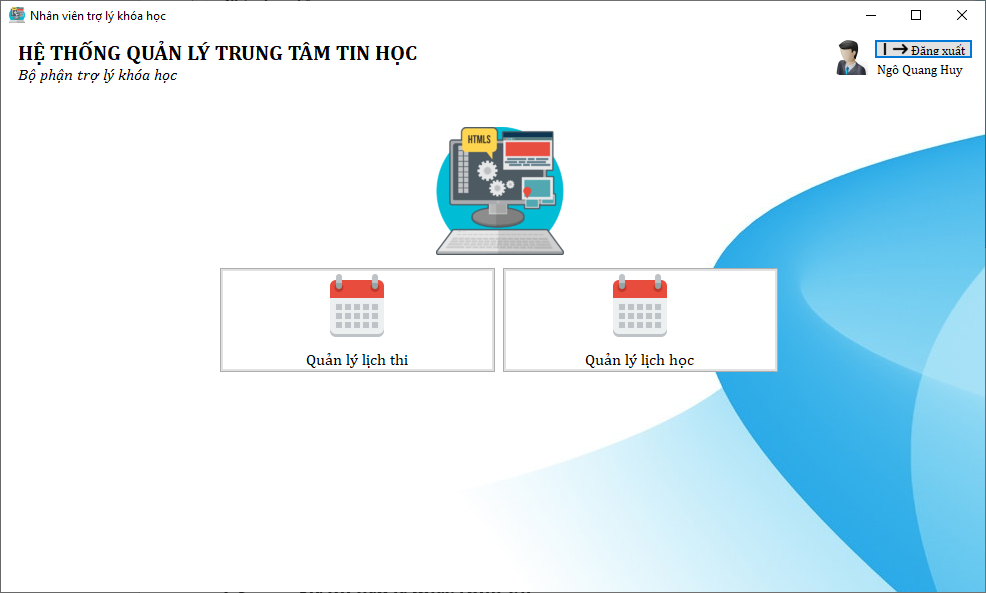 Nhân viên trợ lý khóa học
HỆ THỐNG QUẢN LÝ TRUNG TÂM TIN HỌC
Bộ phận trợ lý khóa học
Đăng xuất
Ngô Quang Huy
HTML5
Quản lý lịch thi
Quản lý lịch học